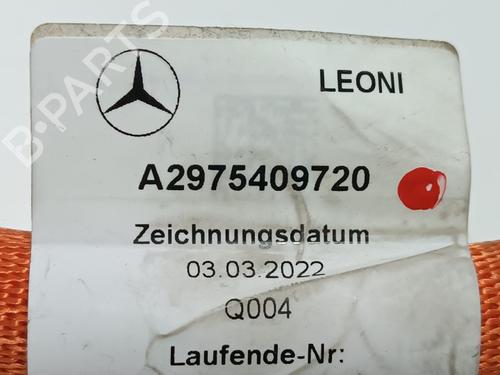 LEONI
A2975409720
Zeichnungsdatum
03.03.2022
Q004
Laufende-Nr:
B-PARTS